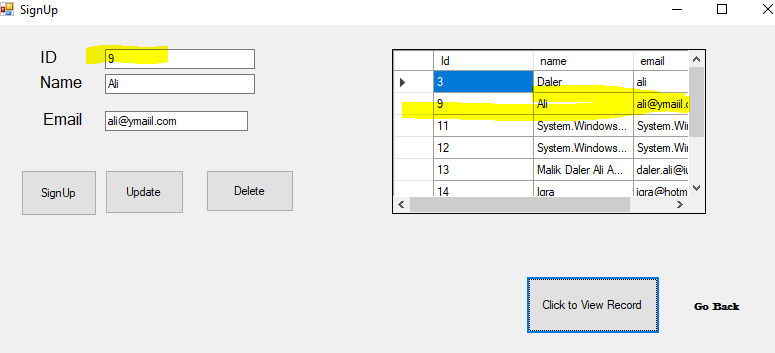 SignUp
ID 9
Name Ali
Email ali@ymaiil.com
SignUp Update Delete
Id name email
3 Daler ali
9 Ali ali@ymaiil.c
11 System.Windows... System.Wi
12 System.Windows... System.Wi
13 Malik Daler Ali A... daler.ali@iu
14 Iqra iqra@hotm
Click to View Record
Go Back